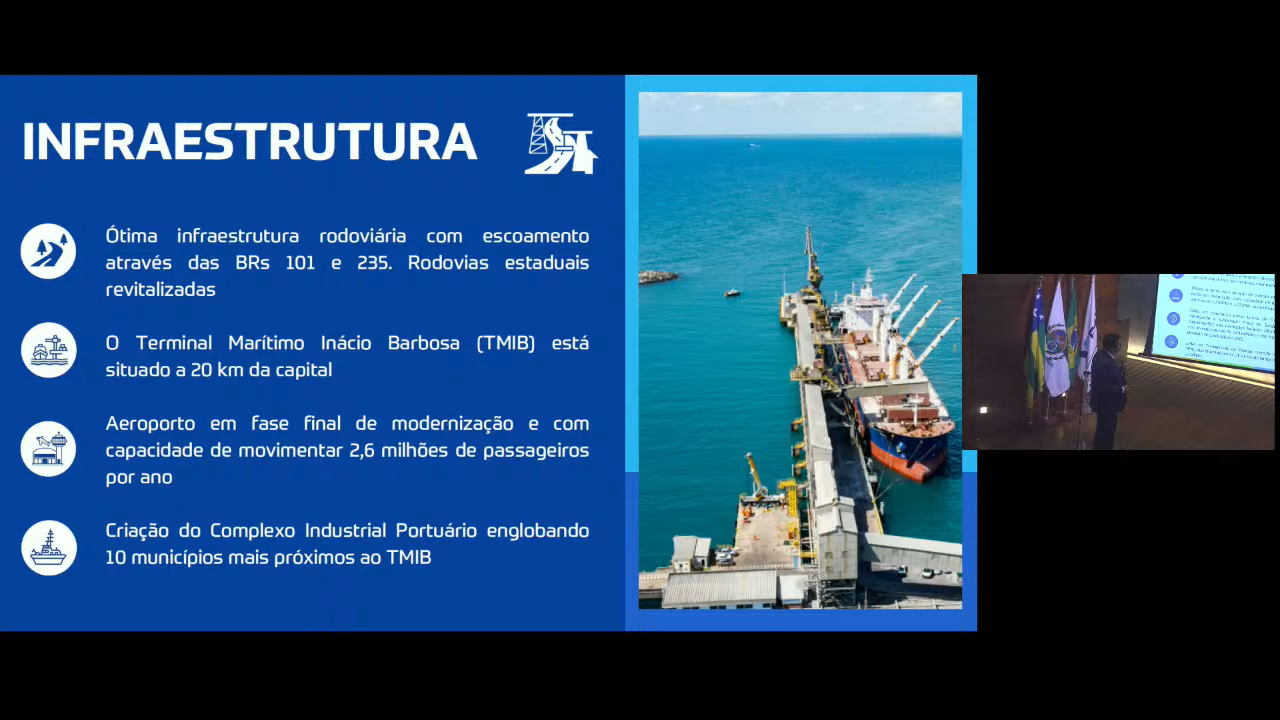 INFRAESTRUTURA
Ótima infraestrutura rodoviária com escoamento
através das BRs 101 e 235. Rodovias estaduais
revitalizadas
O Terminal Marítimo Inácio Barbosa (TMIB) está
situado a 20 km da capital
Aeroporto em fase final de modernização e com
capacidade de movimentar 2,6 milhões de passageiros
por ano
Criação do Complexo Industrial Portuário englobando
10 municípios mais próximos ao TMIB